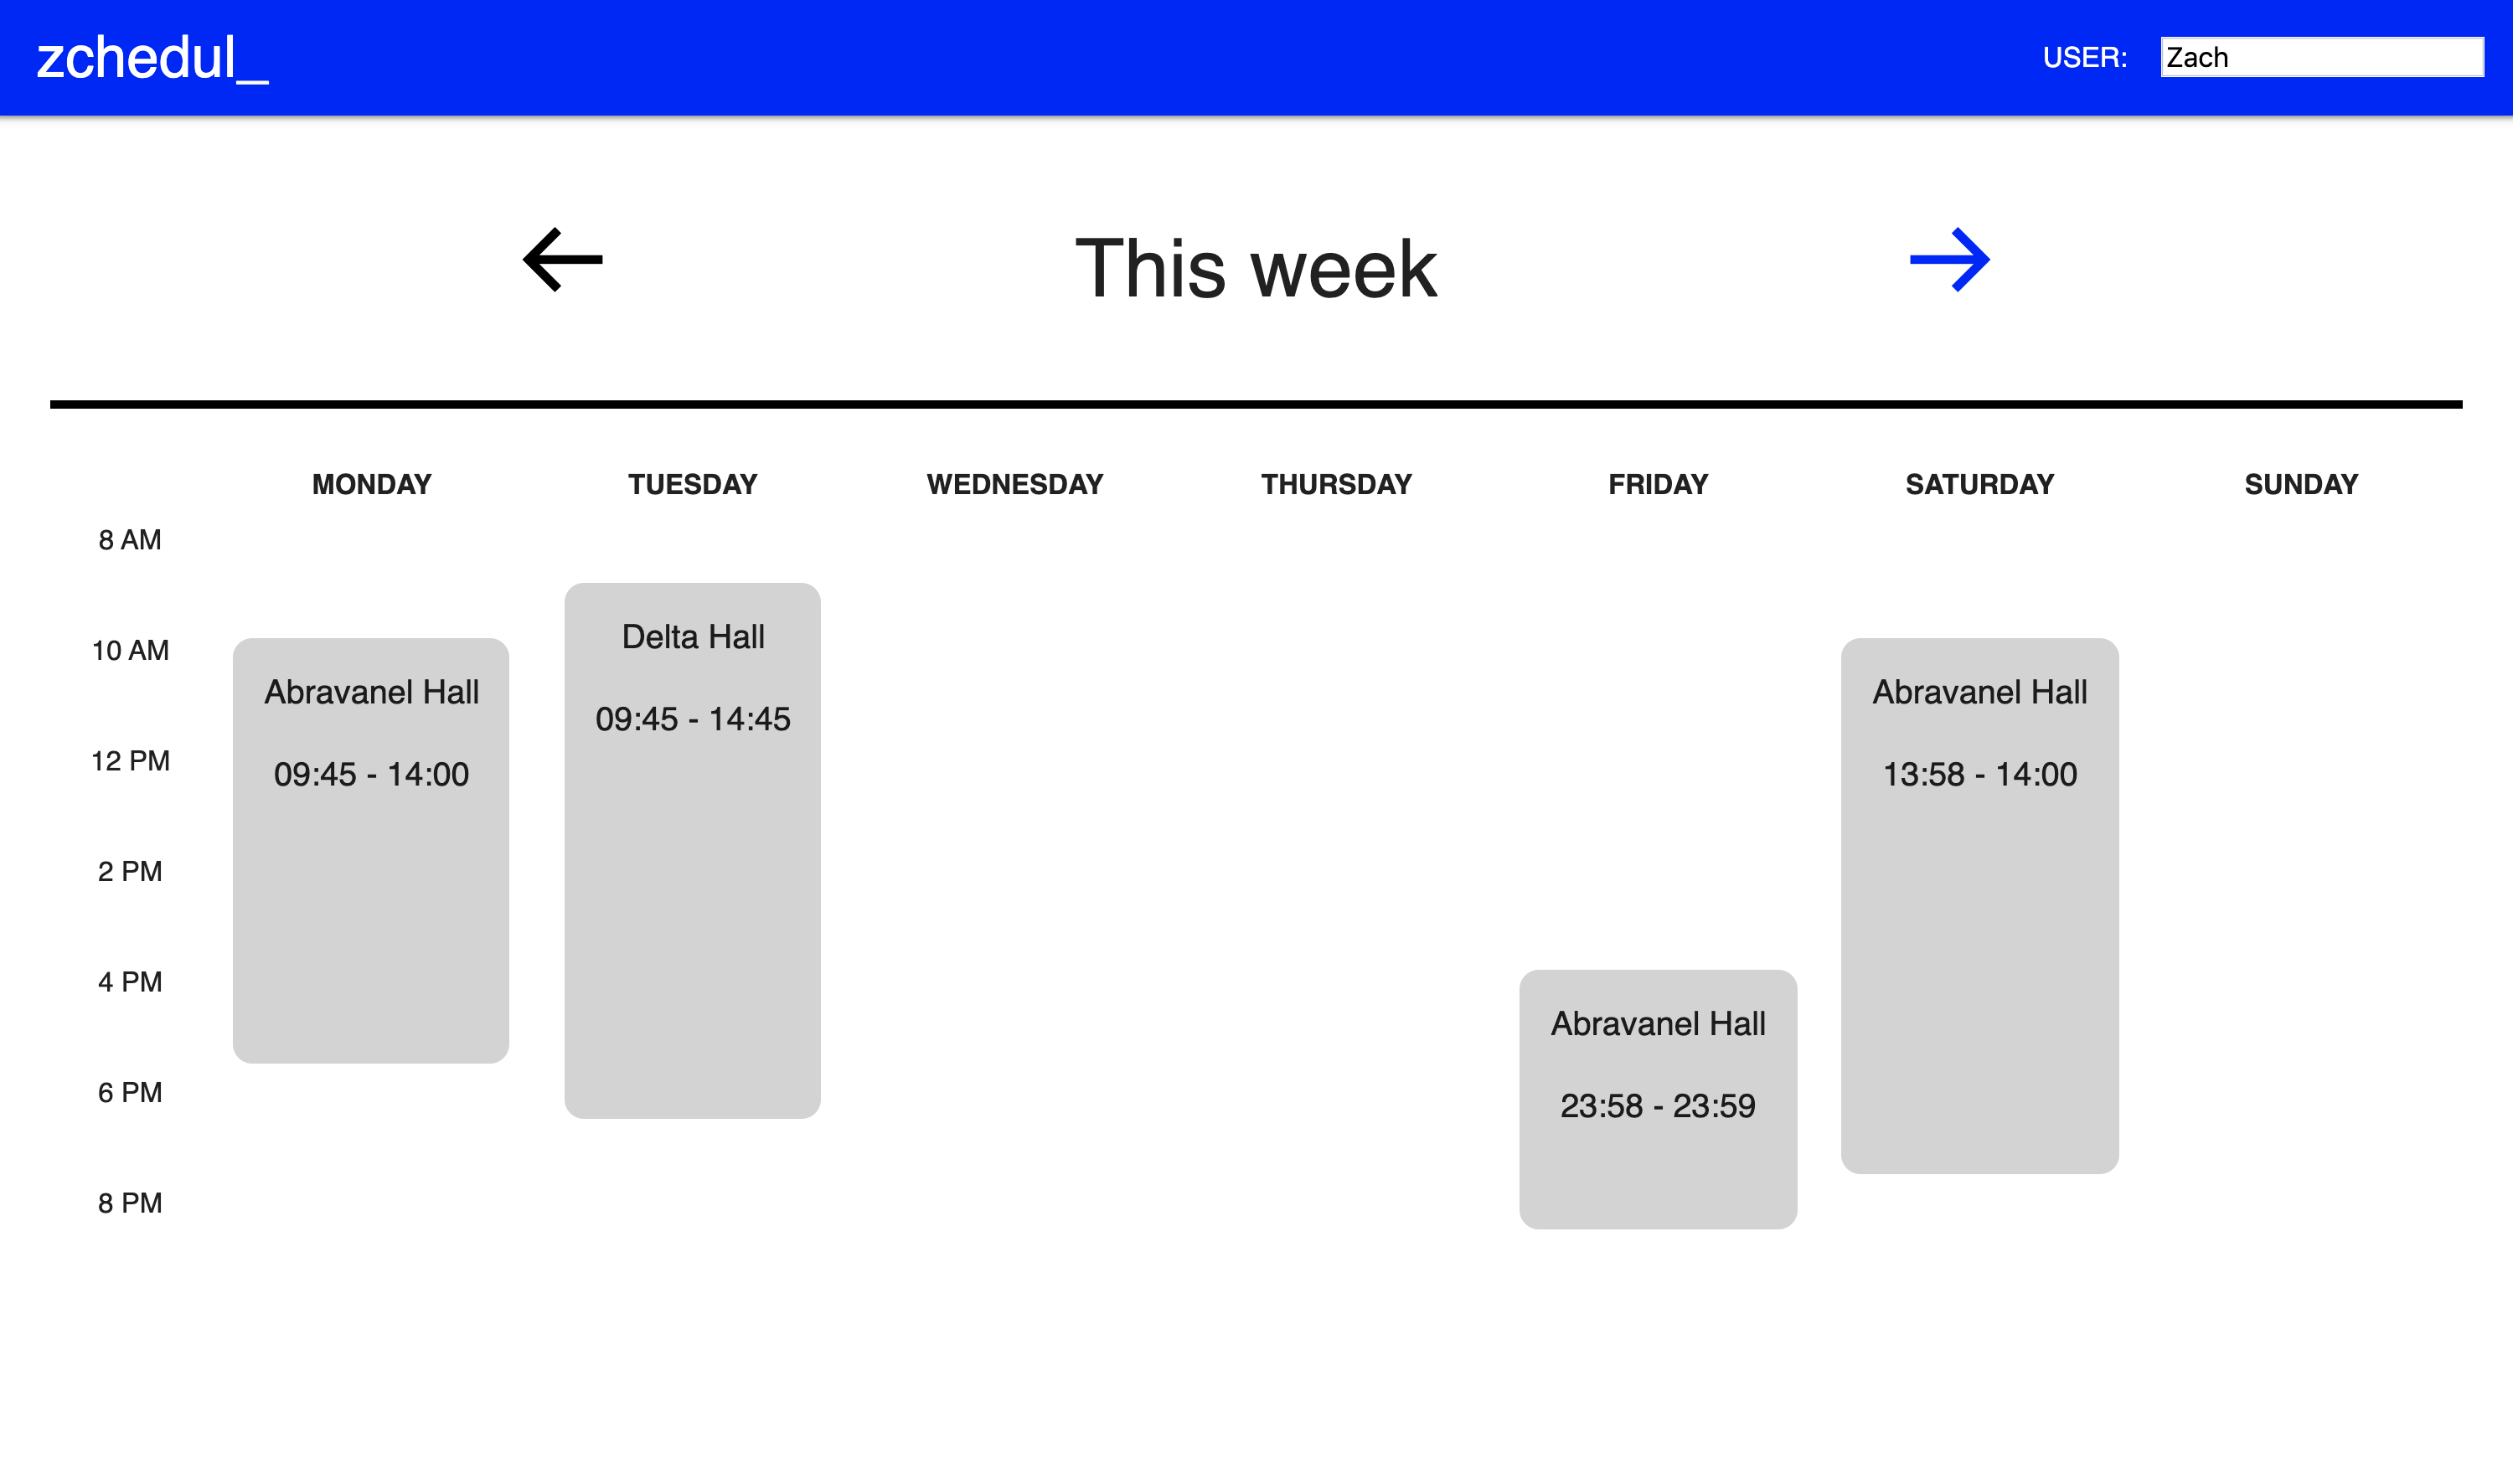 zchedul_
USER: Zach
This week
MONDAY TUESDAY WEDNESDAY THURSDAY FRIDAY SATURDAY SUNDAY
8 AM
Delta Hall
10 AM
Abravanel Hall
Abravanel Hall
09:45 - 14:45
12 PM
09:45 - 14:00
13:58 - 14:00
2 PM
4 PM
Abravanel Hall
6 PM
23:58 - 23:59
8 PM